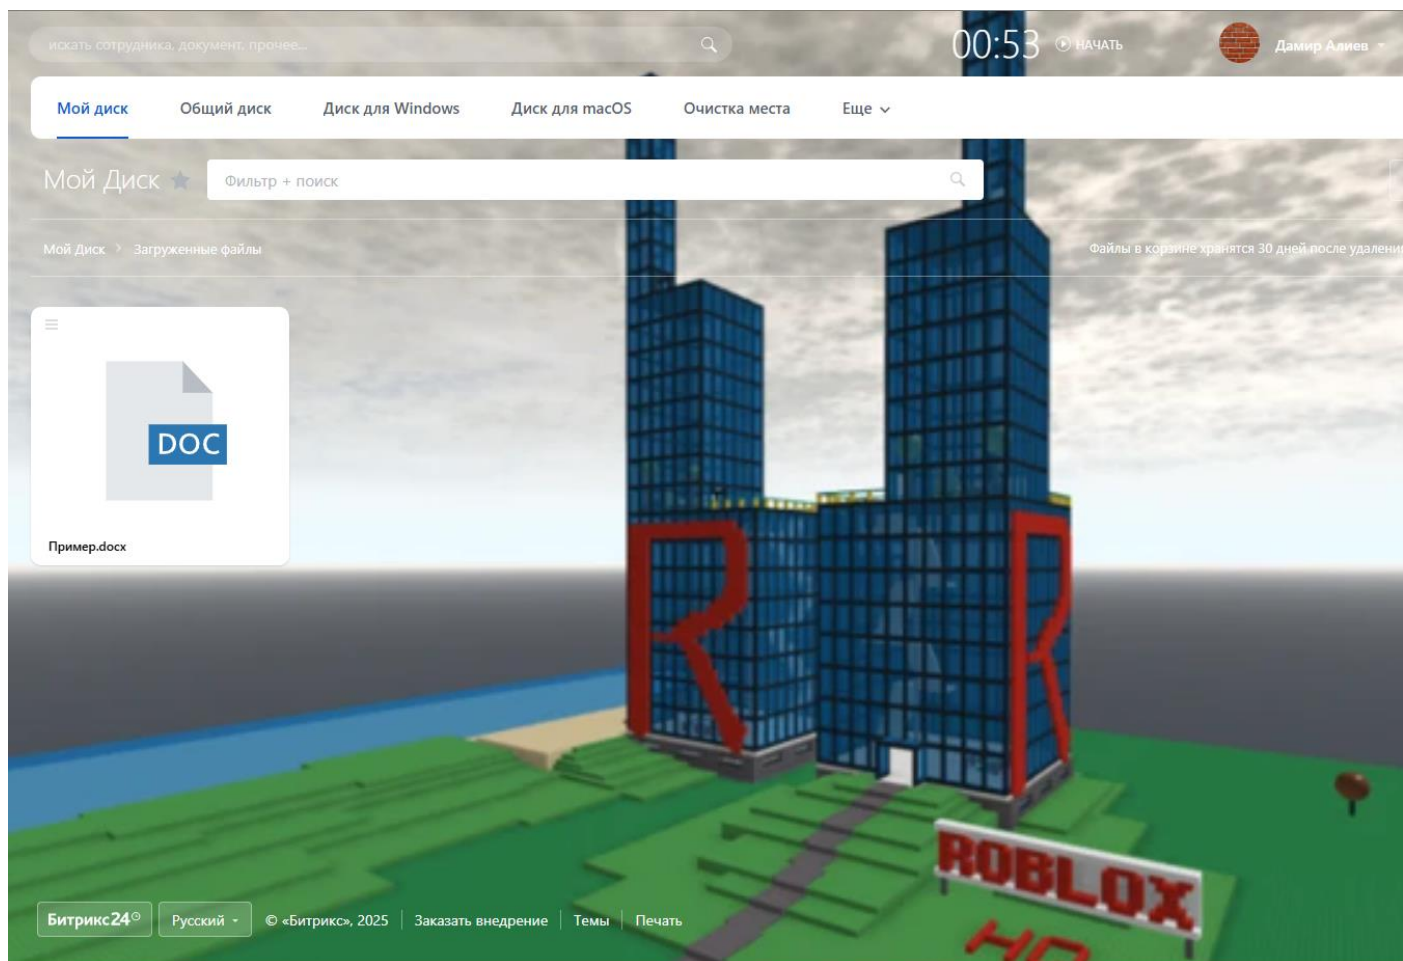 искать сотрудника, документ, прочее...
00:53 НАЧАТЬ
Дамир Алиев
Мой диск Общий диск Диск для Windows Диск для macOS Очистка места Еще
Мой Диск
Фильтр + поиск
Мой Диск > Загруженные файлы
Файлы в корзине хранятся 30 дней после удаления
DOC
Пример.docx
R R
ROBLOX
HQ
Битрикс24 Русский © «Битрикс», 2025 Заказать внедрение Темы Печать